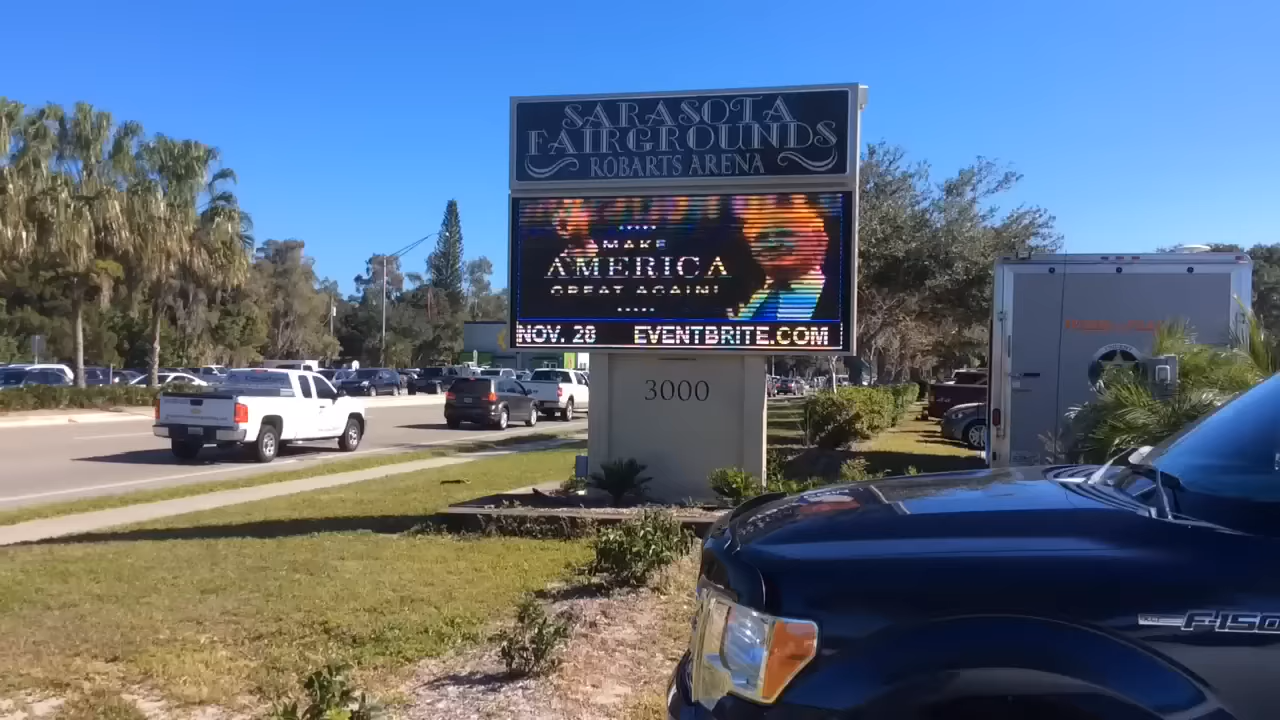 SARASOTA
FAIRGROUNDS
ROBARTS ARENA
MAKE
AMERICA
GREAT AGAIN!
NOV. 28 EVENTBRITE.COM
3000
F-150